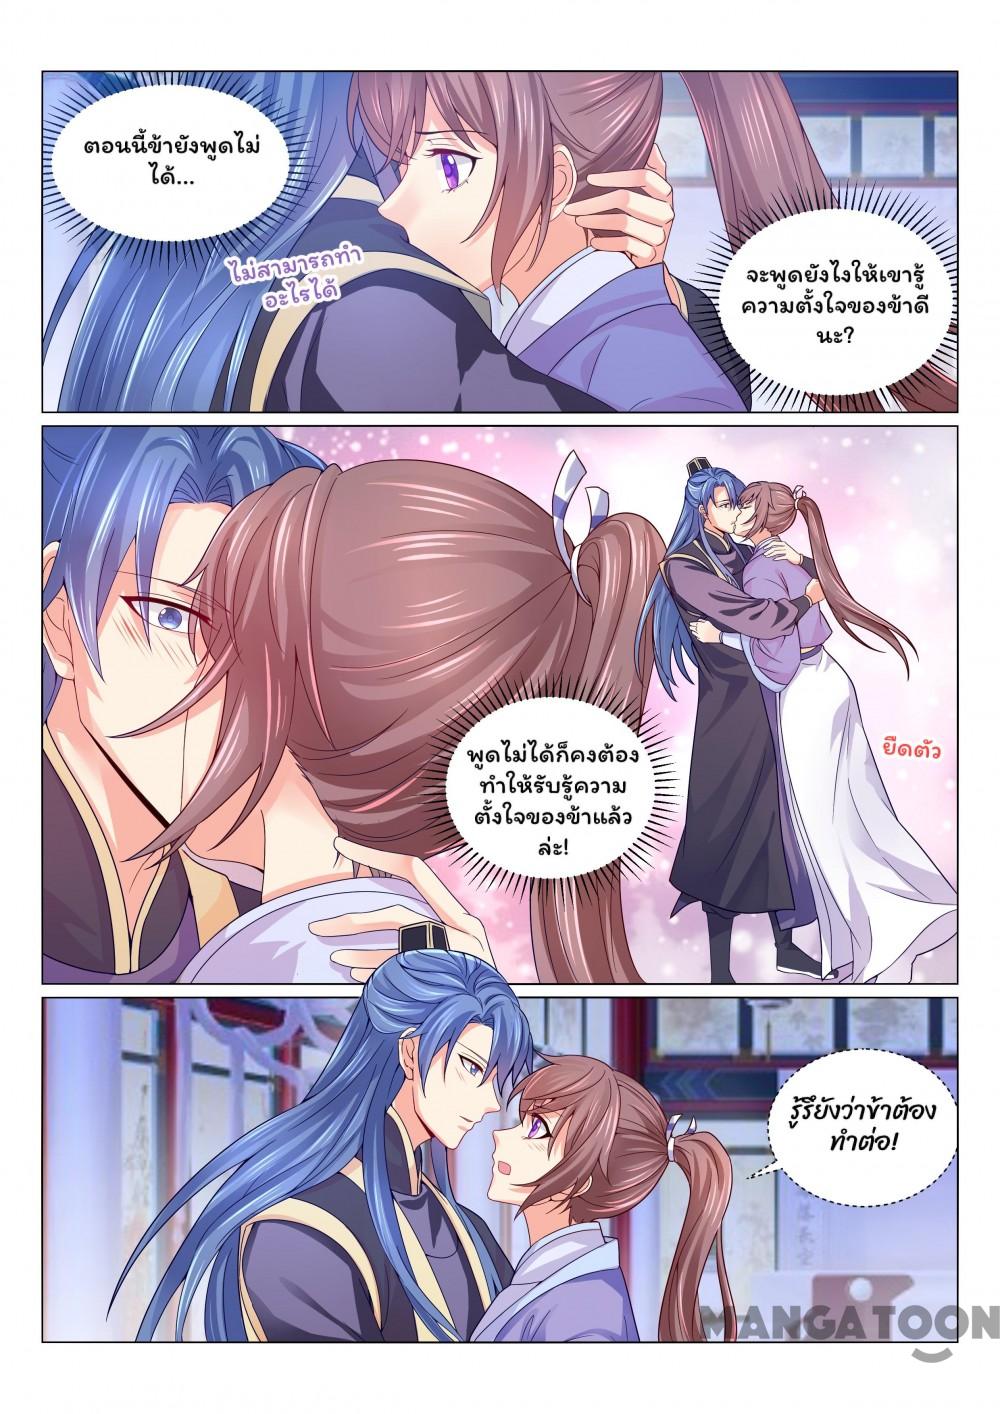 ตอนนี้ข้ายังพูดไม่
ได้...
ไม่สามารถทำ
อะไรได้
จะพูดยังไงให้เขารู้
ความตั้งใจของข้าดี
นะ?
พูดไม่ได้ก็คงต้อง
ทำให้รับรู้ความ
ตั้งใจของข้าแล้ว
ล่ะ!
ยืดตัว
รู้รึยังว่าข้าต้อง
ทำต่อ!
MANGATOON